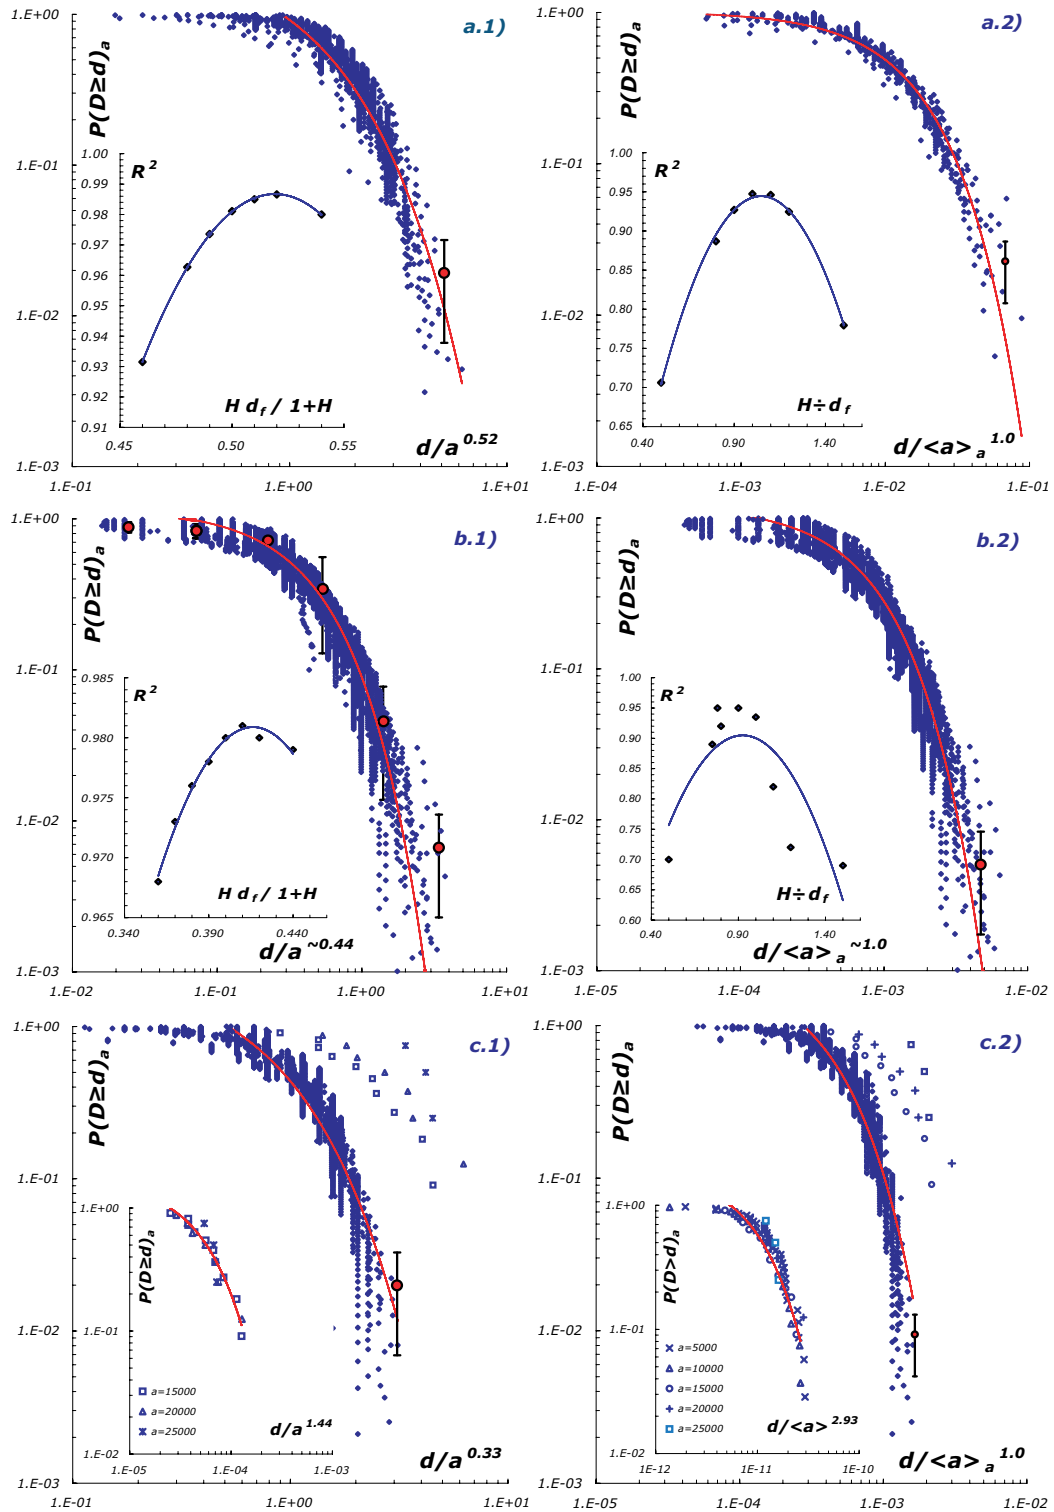 1.E+00
1.E-01
1.E-02
1.E-03
1.E-01
1.E+00
1.E+01
P(D≥d)a
a.1)
d/a^0.52
R^2
1.00
0.99
0.98
0.97
0.96
0.95
0.94
0.93
0.92
0.91
0.45
0.50
0.55
H df / 1+H
1.E+00
1.E-01
1.E-02
1.E-03
1.E-04
1.E-03
1.E-02
1.E-01
P(D≥d)a
a.2)
d/<a>a^1.0
R^2
1.00
0.95
0.90
0.85
0.80
0.75
0.70
0.65
0.40
0.90
1.40
H÷df
1.E+00
1.E-01
1.E-02
1.E-03
1.E-02
1.E-01
1.E+00
1.E+01
P(D≥d)a
b.1)
d/a^~0.44
R^2
0.985
0.980
0.975
0.970
0.965
0.340
0.390
0.440
H df / 1+H
1.E+00
1.E-01
1.E-02
1.E-03
1.E-05
1.E-04
1.E-03
1.E-02
P(D≥d)a
b.2)
d/<a>a^~1.0
R^2
1.00
0.95
0.90
0.85
0.80
0.75
0.70
0.65
0.60
0.40
0.90
1.40
H÷df
1.E+00
1.E-01
1.E-02
1.E-03
1.E-01
1.E+00
1.E+01
P(D≥d)a
c.1)
d/a^0.33
1.E+00
1.E-01
1.E-02
1.E-05
1.E-04
1.E-03
P(D≥d)a
a=15000
a=20000
a=25000
d/a^1.44
1.E+00
1.E-01
1.E-02
1.E-03
1.E-05
1.E-04
1.E-03
1.E-02
P(D≥d)a
c.2)
d/<a>a^1.0
1.E+00
1.E-01
1.E-02
1.E-12
1.E-11
1.E-10
P(D>d)a
a=5000
a=10000
a=15000
a=20000
a=25000
d/<a>^2.93